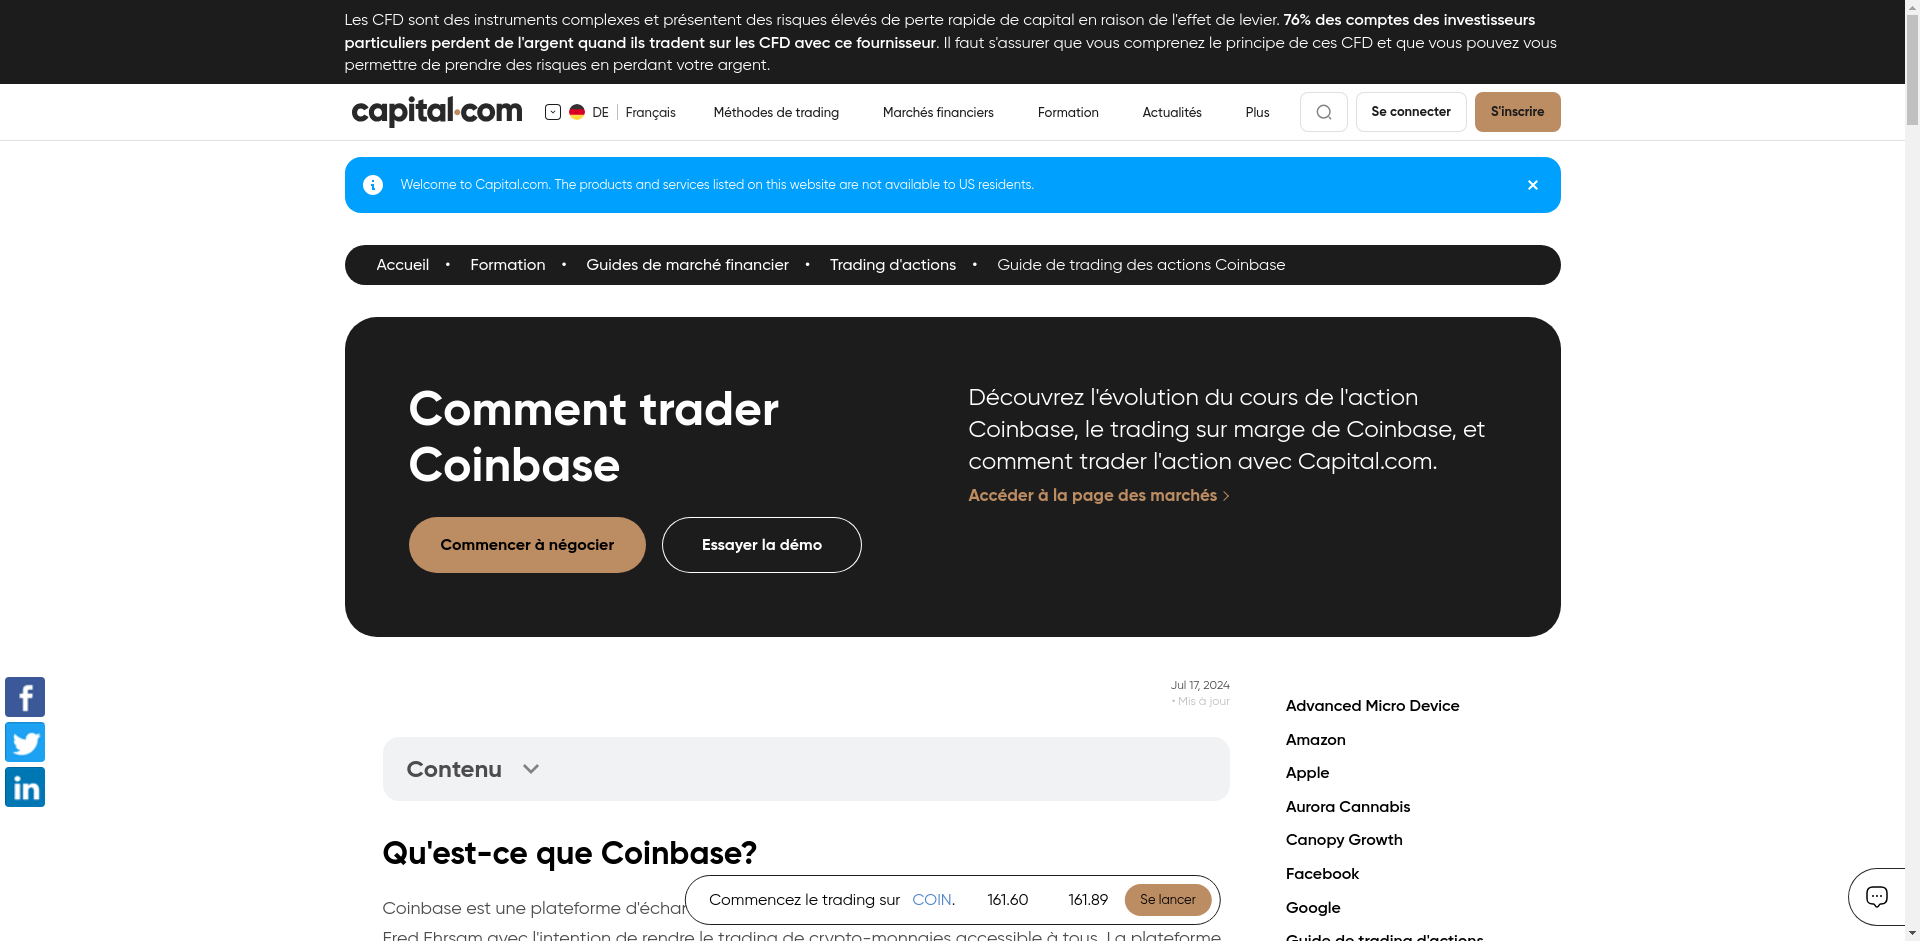 Les CFD sont des instruments complexes et présentent des risques élevés de perte rapide de capital en raison de l'effet de levier. 76% des comptes des investisseurs
particuliers perdent de l'argent quand ils tradent sur les CFD avec ce fournisseur. Il faut s'assurer que vous comprenez le principe de ces CFD et que vous pouvez vous
permettre de prendre des risques en perdant votre argent.
capital.com DE Français Méthodes de trading Marchés financiers Formation Actualités Plus Se connecter S'inscrire
Welcome to Capital.com. The products and services listed on this website are not available to US residents.
Accueil • Formation • Guides de marché financier • Trading d'actions • Guide de trading des actions Coinbase
Comment trader
Coinbase
Commencer à négocier Essayer la démo
Découvrez l'évolution du cours de l'action
Coinbase, le trading sur marge de Coinbase, et
comment trader l'action avec Capital.com.
Accéder à la page des marchés
Jul 17, 2024
• Mis à jour
Contenu
Qu'est-ce que Coinbase?
Coinbase est une plateforme
Fred Ehrsam avec l'intention de rendre le trading de crypto-monnaies accessible à tous. La plateforme
Commencez le trading sur COIN. 161.60 161.89 Se lancer
Advanced Micro Device
Amazon
Apple
Aurora Cannabis
Canopy Growth
Facebook
Google
Guide de trading d'actions